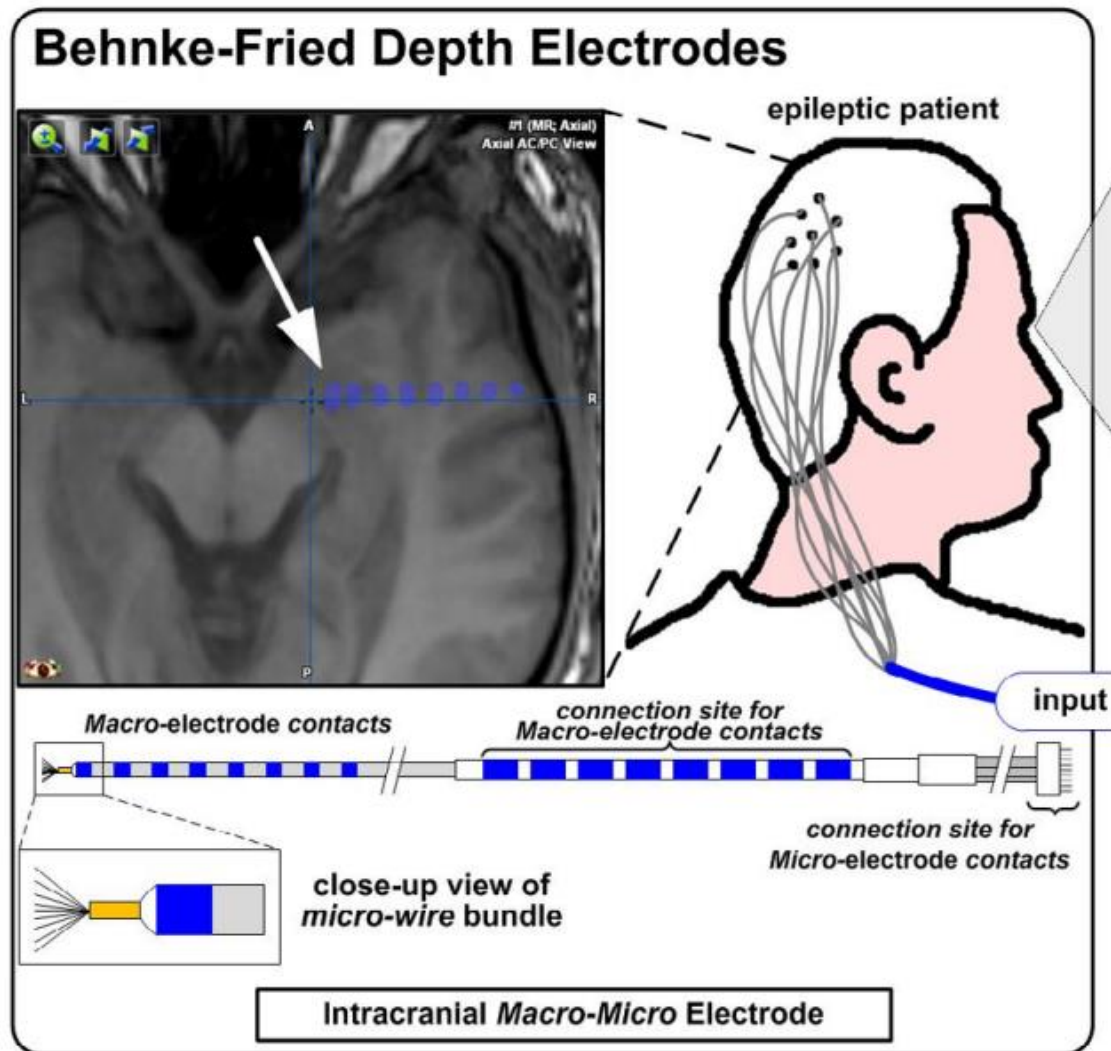 Behnke-Fried Depth Electrodes
epileptic patient
A
#1 (MR; Axial)
Axial AC/PC View
L
R
P
input
Macro-electrode contacts
connection site for
Macro-electrode contacts
connection site for
Micro-electrode contacts
close-up view of
micro-wire bundle
Intracranial Macro-Micro Electrode